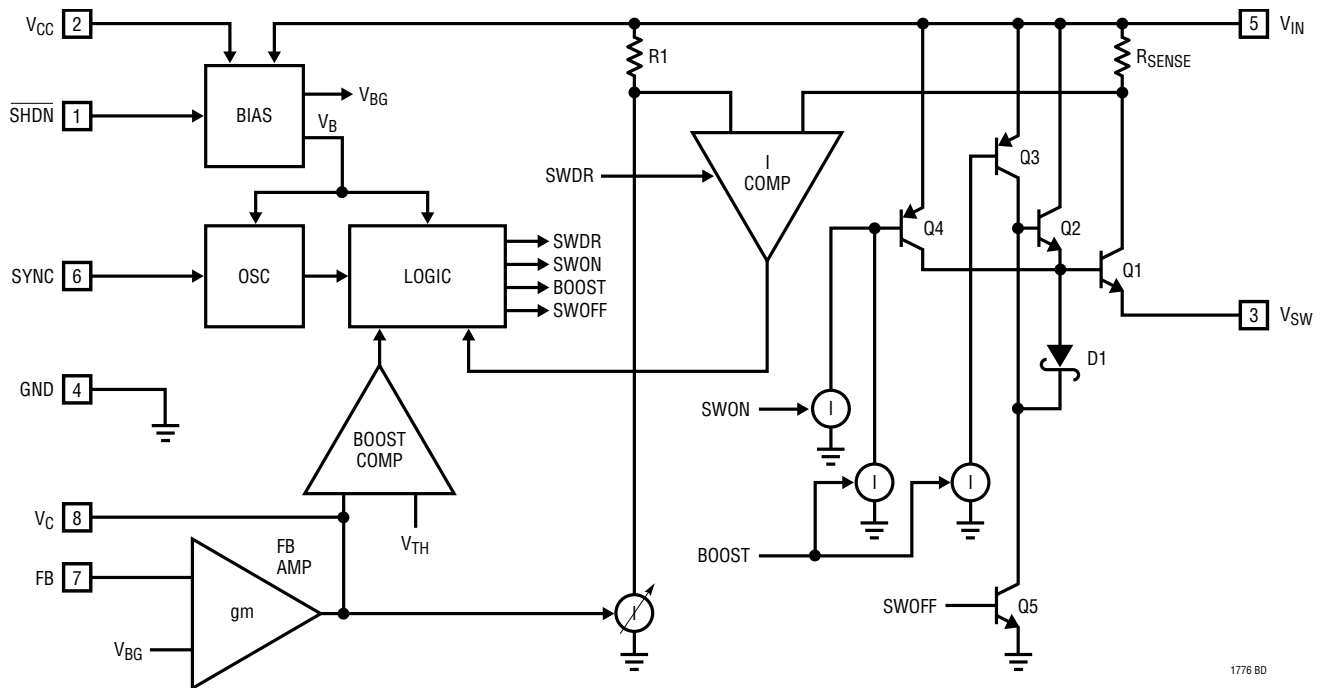 VCC 2
5 VIN
R1
RSENSE
SHDN 1
BIAS
VBG
VB
I
COMP
SWDR
Q3
Q4
Q2
Q1
SYNC 6
OSC
LOGIC
SWDR
SWON
BOOST
SWOFF
3 VSW
D1
GND 4
SWON
I
BOOST
COMP
I
I
VC 8
VTH
FB
AMP
BOOST
FB 7
gm
I
SWOFF
Q5
VBG
1776 BD